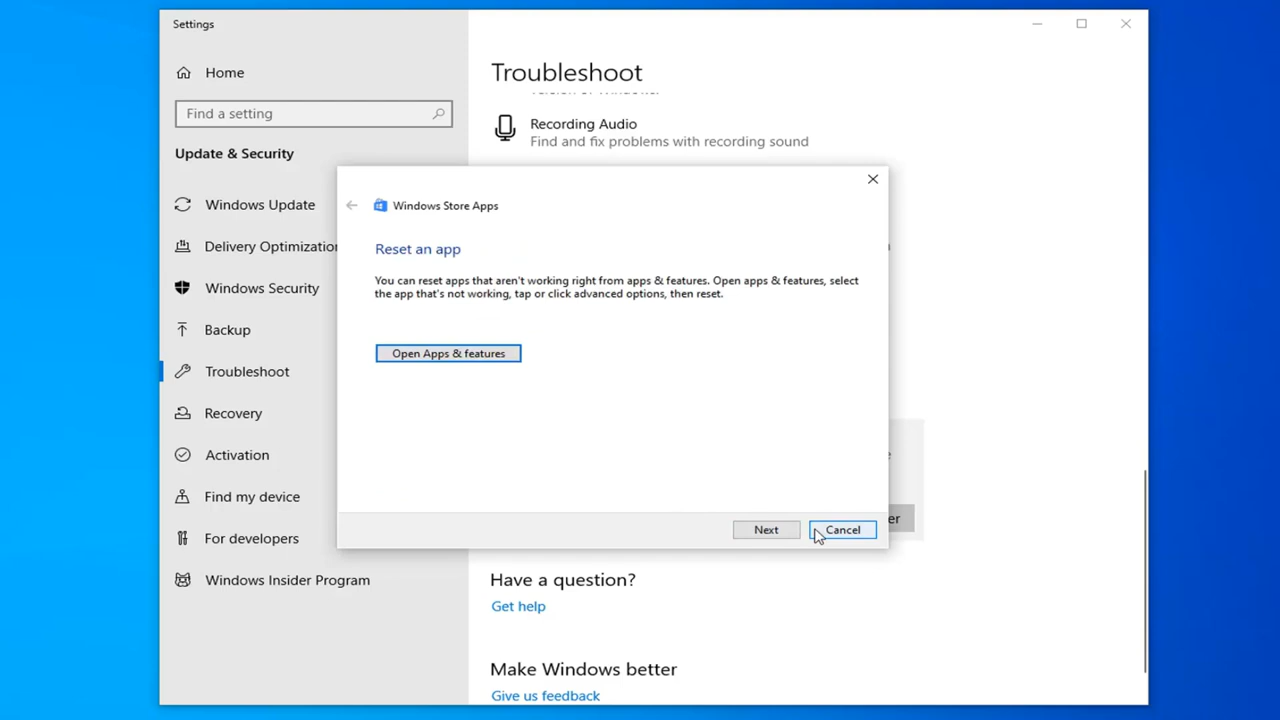 Settings
Home
Find a setting
Update & Security
Windows Update
Delivery Optimization
Windows Security
Backup
Troubleshoot
Recovery
Activation
Find my device
For developers
Windows Insider Program
Troubleshoot
Recording Audio
Find and fix problems with recording sound
Windows Store Apps
Reset an app
You can reset apps that aren't working right from apps & features. Open apps & features, select
the app that's not working, tap or click advanced options, then reset.
Open Apps & features
Next
Cancel
Have a question?
Get help
Make Windows better
Give us feedback